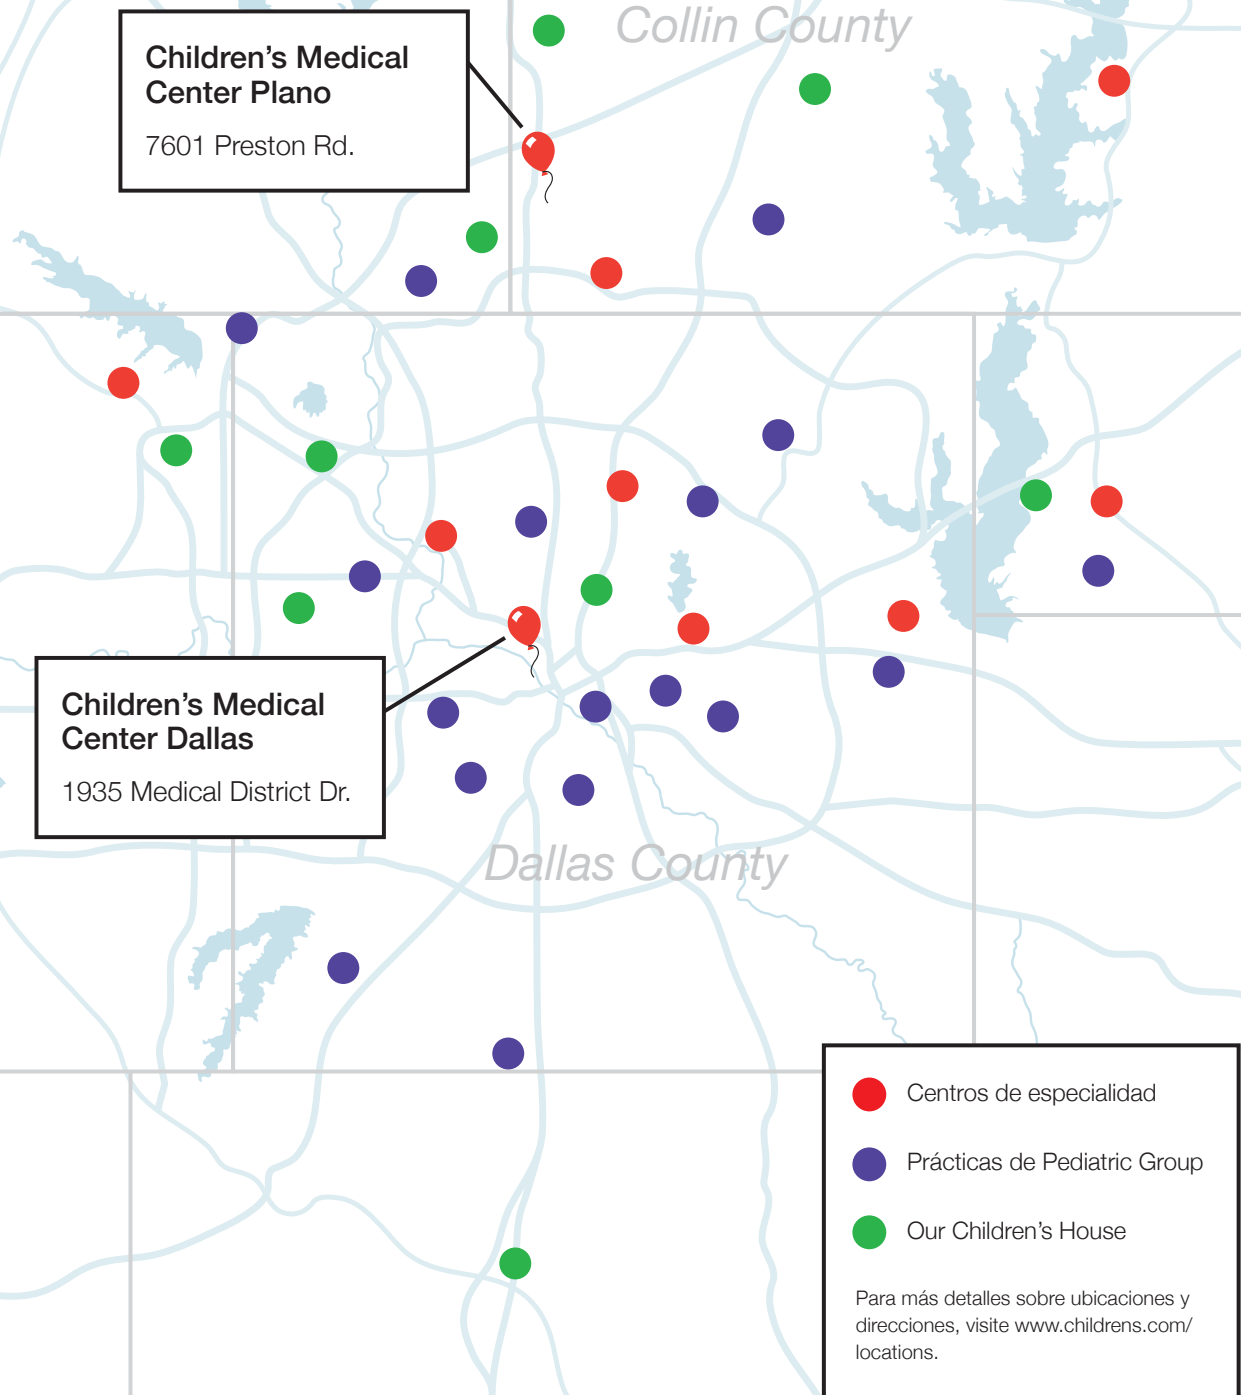 Collin County
Children’s Medical
Center Plano
7601 Preston Rd.
Children’s Medical
Center Dallas
1935 Medical District Dr.
Dallas County
Centros de especialidad
Prácticas de Pediatric Group
Our Children’s House
Para más detalles sobre ubicaciones y
direcciones, visite www.childrens.com/
locations.